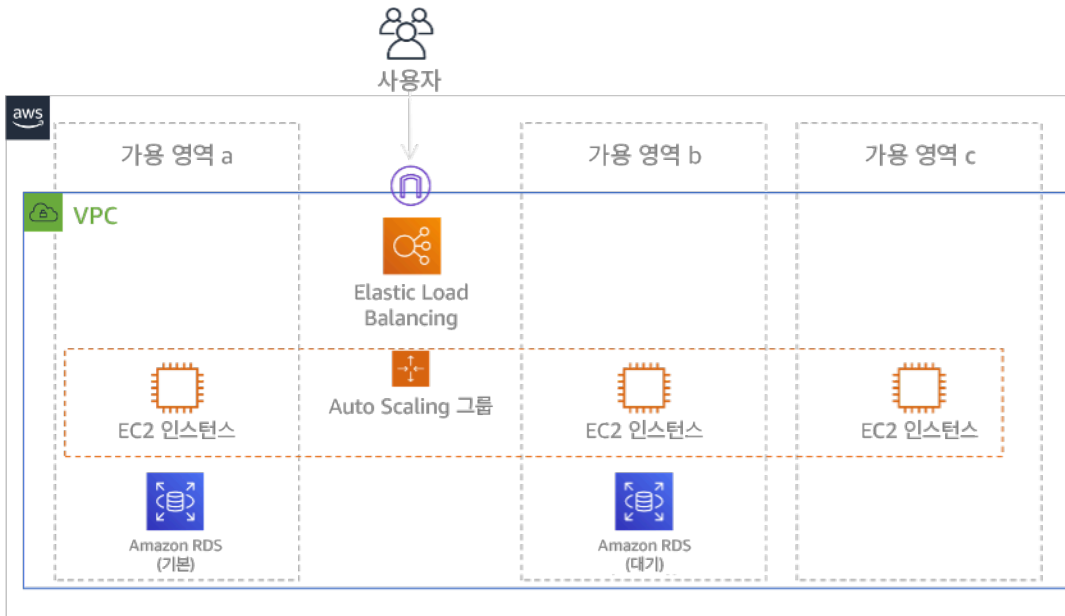 사용자
aws
가용 영역 a
가용 영역 b
가용 영역 c
VPC
Elastic Load
Balancing
Auto Scaling 그룹
EC2 인스턴스
EC2 인스턴스
EC2 인스턴스
Amazon RDS
(기본)
Amazon RDS
(대기)